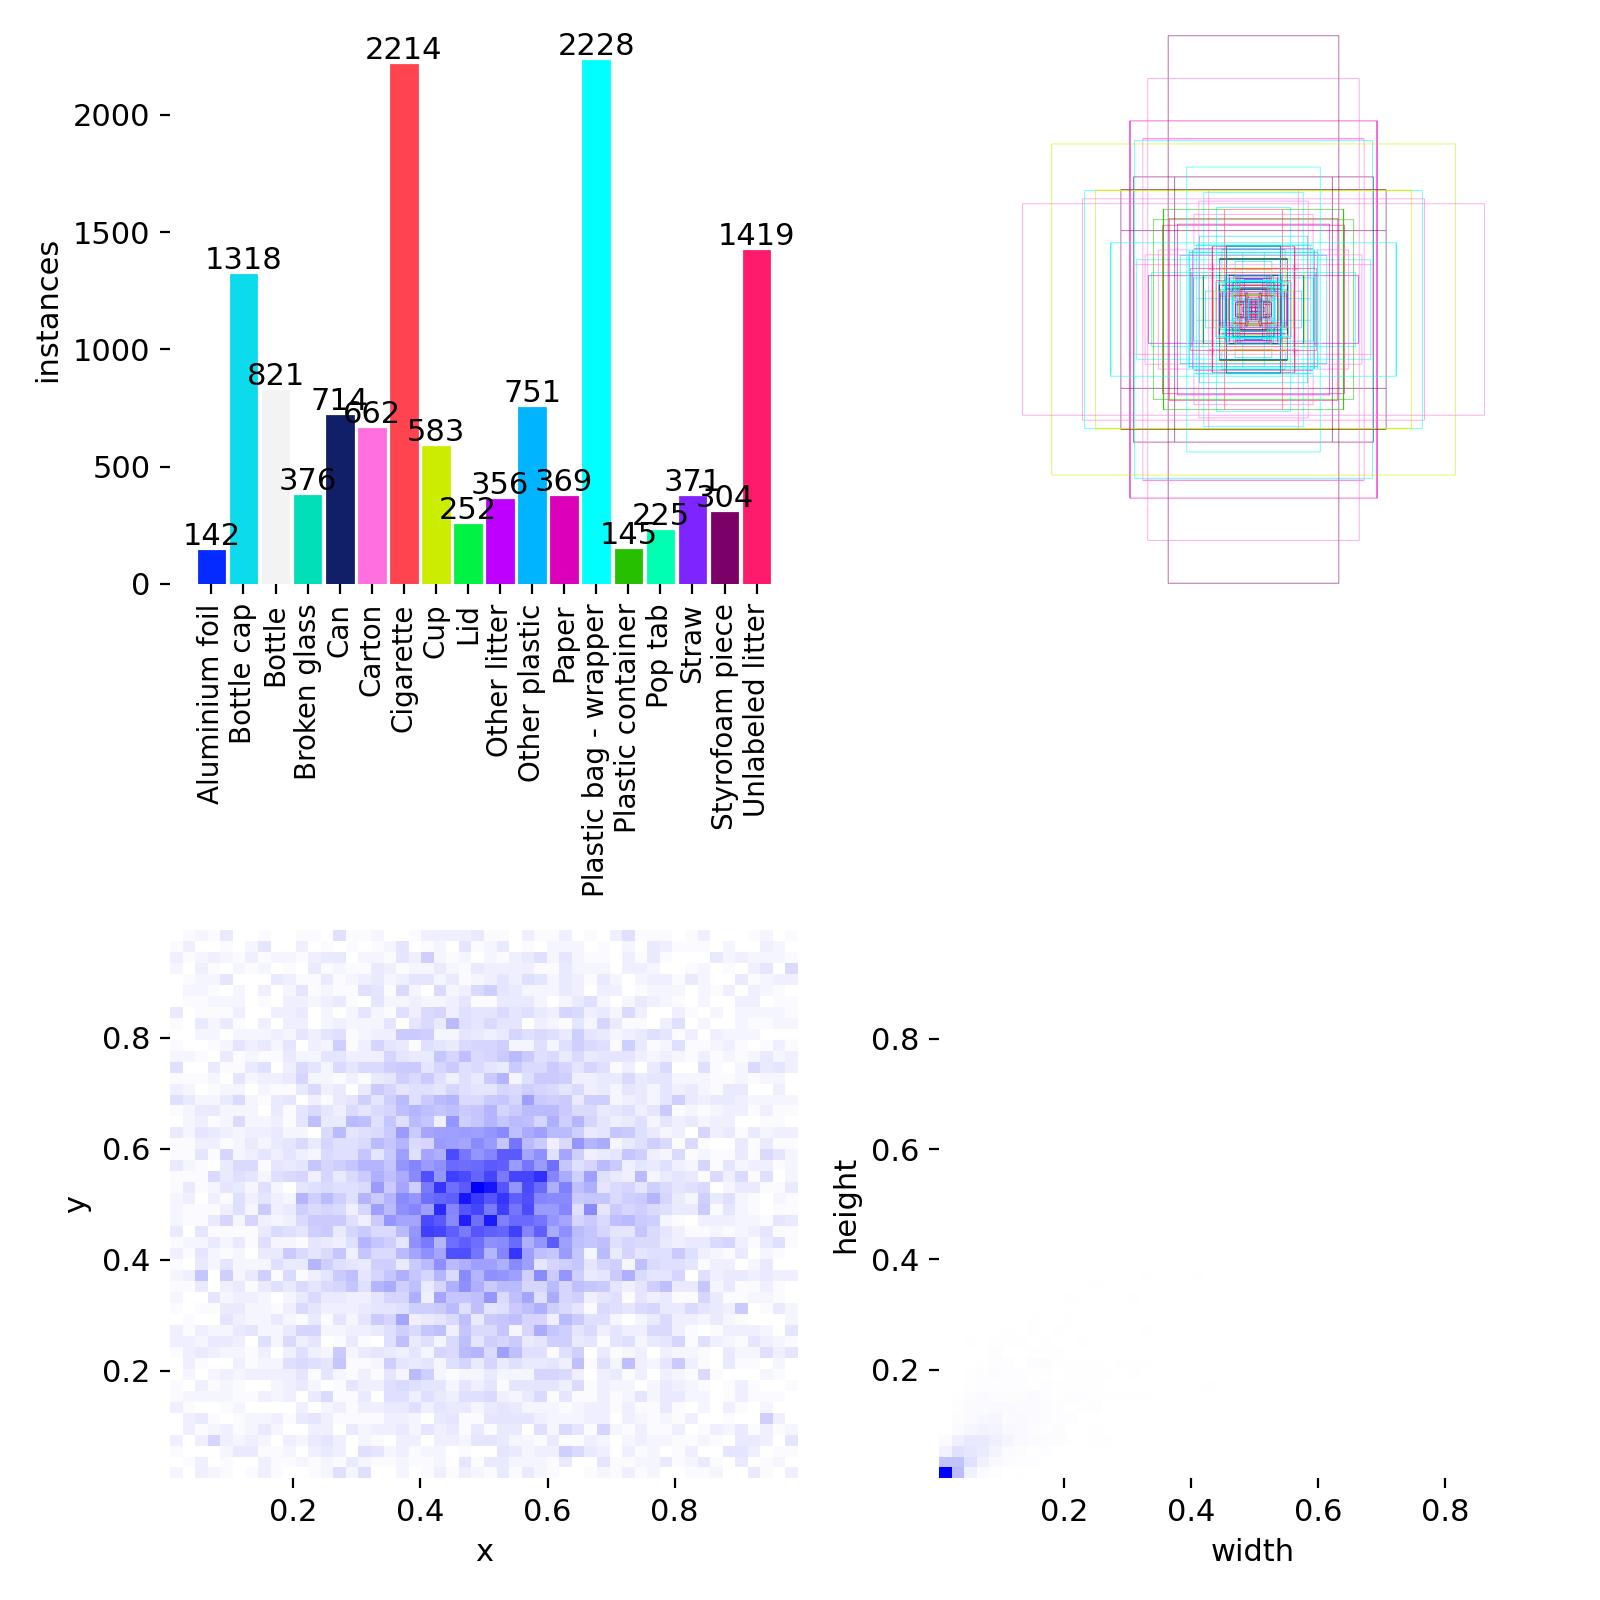 2214
2228
2000
1500
1419
1318
instances
1000
821
714
662
751
583
500
376
356
369
371
304
252
225
142
145
0
Aluminium foil
Bottle cap
Bottle
Broken glass
Can
Carton
Cigarette
Cup
Lid
Other litter
Other plastic
Paper
Plastic bag - wrapper
Plastic container
Pop tab
Straw
Styrofoam piece
Unlabeled litter
0.8
0.6
y
0.4
0.2
0.2 0.4 0.6 0.8
x
0.8
0.6
height
0.4
0.2
0.2 0.4 0.6 0.8
width